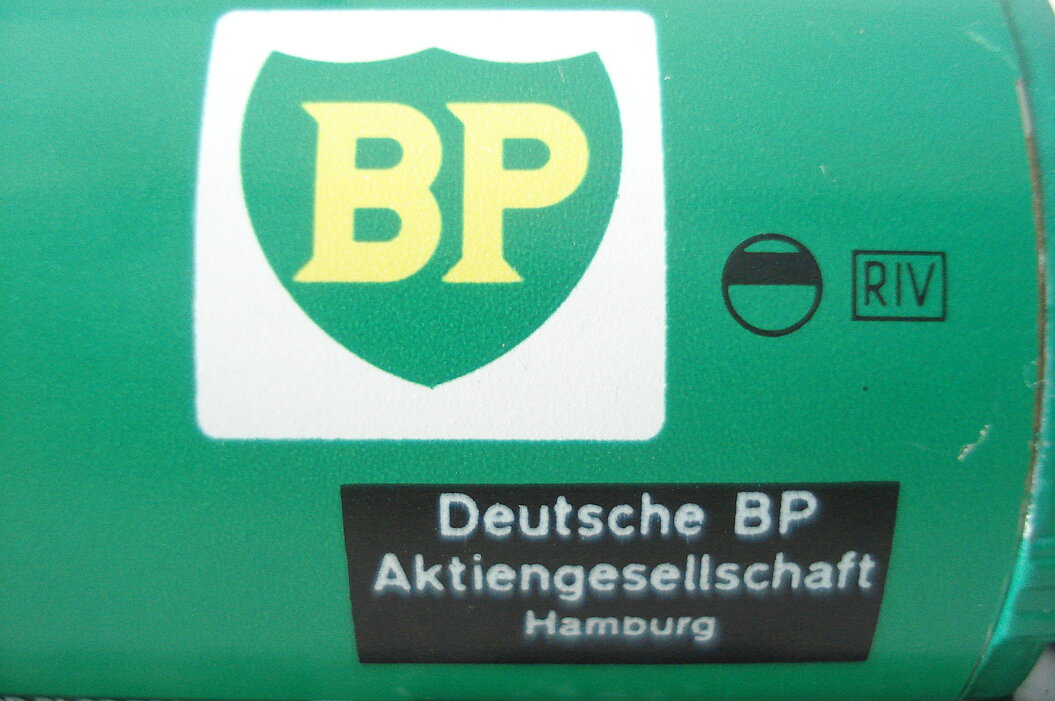 BP
RIV
Deutsche BP
Aktiengesellschaft
Hamburg